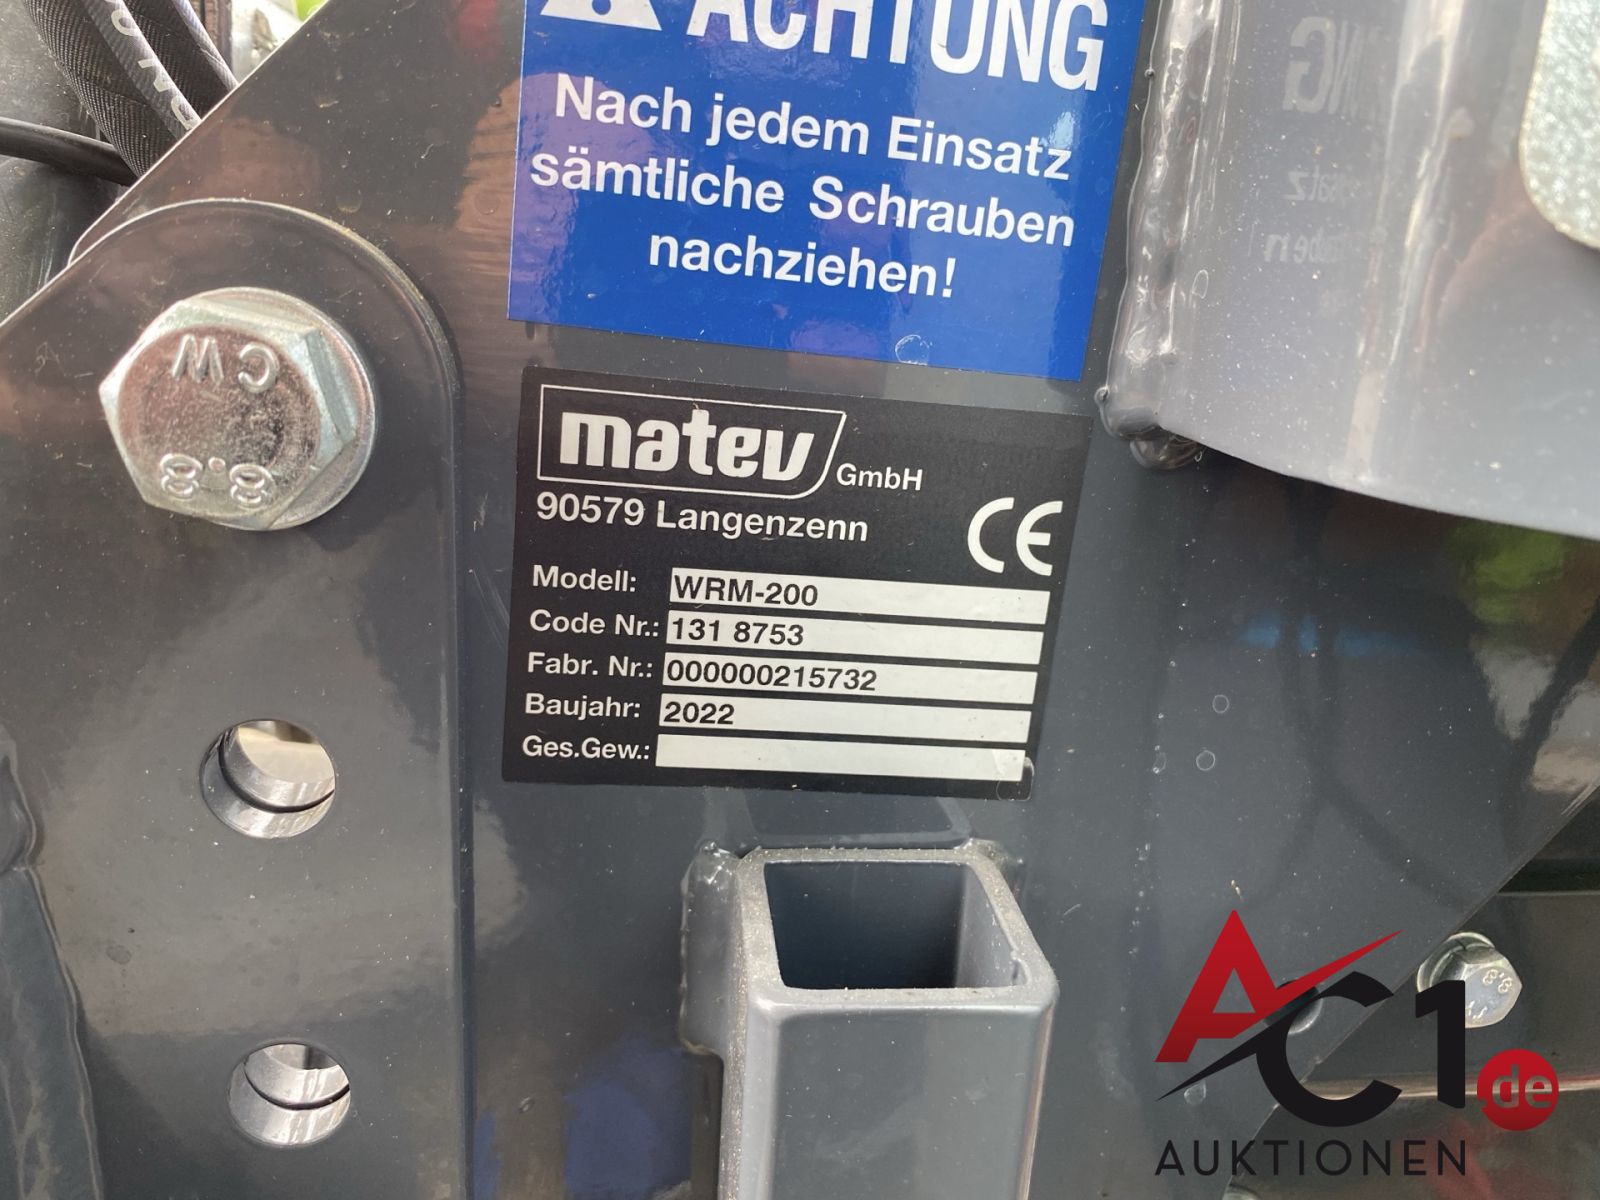 ACHTUNG
Nach jedem Einsatz
sämtliche Schrauben
nachziehen!
CW
8.8
matev GmbH
90579 Langenzenn
CE
Modell: WRM-200
Code Nr.: 131 8753
Fabr. Nr.: 000000215732
Baujahr: 2022
Ges.Gew.:
8.8
AC1.de
AUKTIONEN